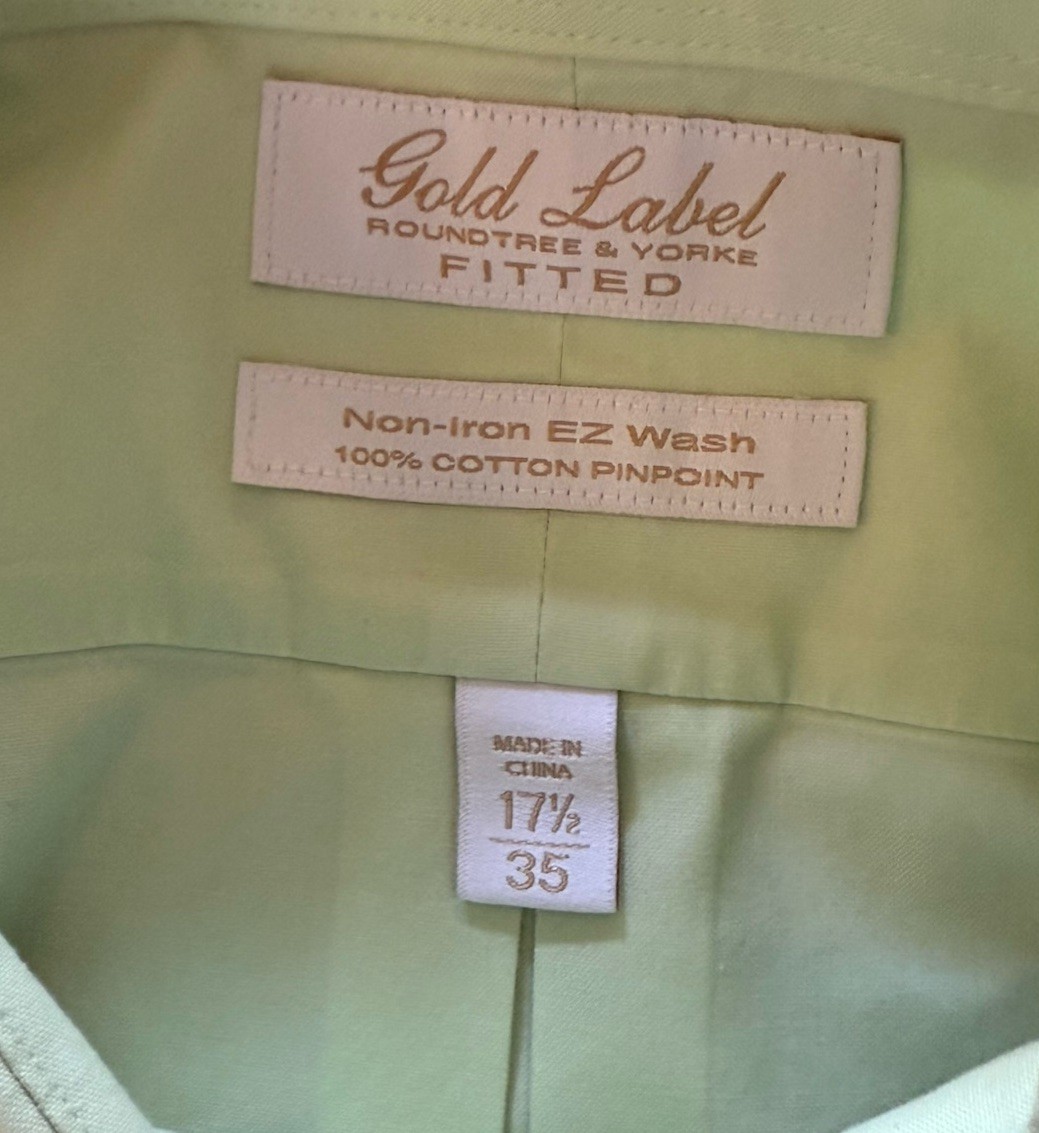 Gold Label
ROUNDTREE & YORKE
FITTED
Non-Iron EZ Wash
100% COTTON PINPOINT
MADE IN
CHINA
17½
35